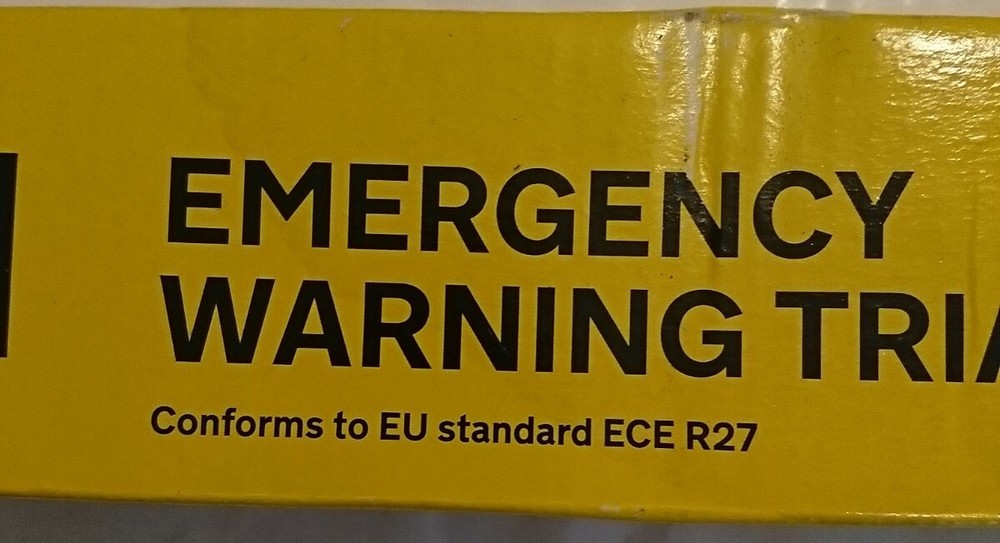 EMERGENCY
WARNING TRIA
Conforms to EU standard ECE R27